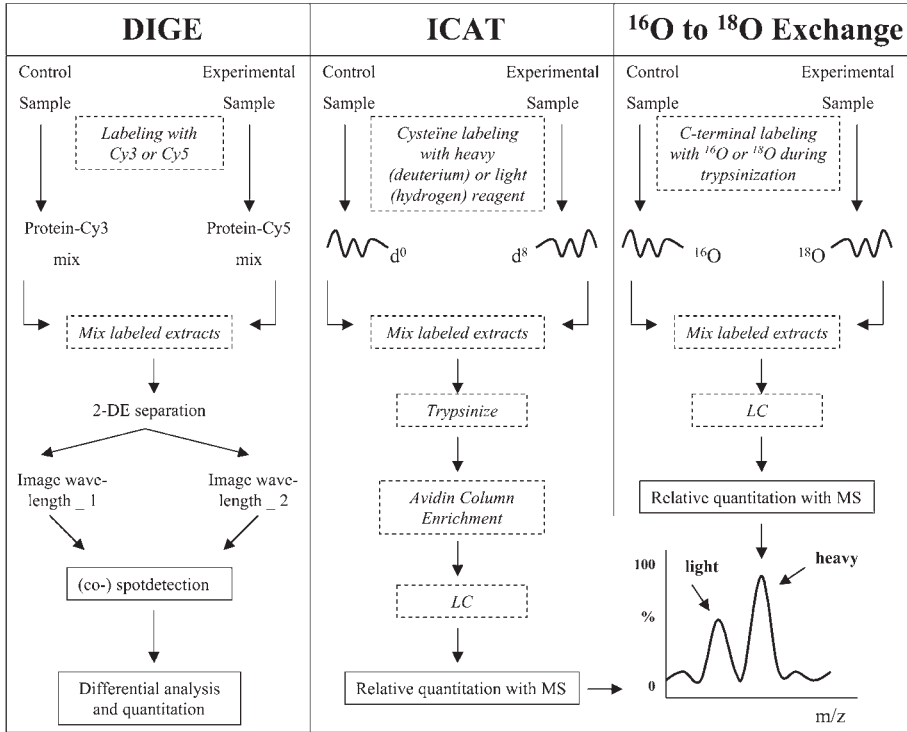 DIGE
Control
Experimental
Sample
Sample
Labeling with
Cy3 or Cy5
Protein-Cy3
mix
Protein-Cy5
mix
Mix labeled extracts
2-DE separation
Image wave-
length _ 1
Image wave-
length _ 2
(co-) spotdetection
Differential analysis
and quantitation
ICAT
Control
Experimental
Sample
Sample
Cysteïne labeling
with heavy
(deuterium) or light
(hydrogen) reagent
d⁰
d⁸
Mix labeled extracts
Trypsinize
Avidin Column
Enrichment
LC
Relative quantitation with MS
¹⁶O to ¹⁸O Exchange
Control
Experimental
Sample
Sample
C-terminal labeling
with ¹⁶O or ¹⁸O during
trypsinization
¹⁶O
¹⁸O
Mix labeled extracts
LC
Relative quantitation with MS
100
%
0
light
heavy
m/z